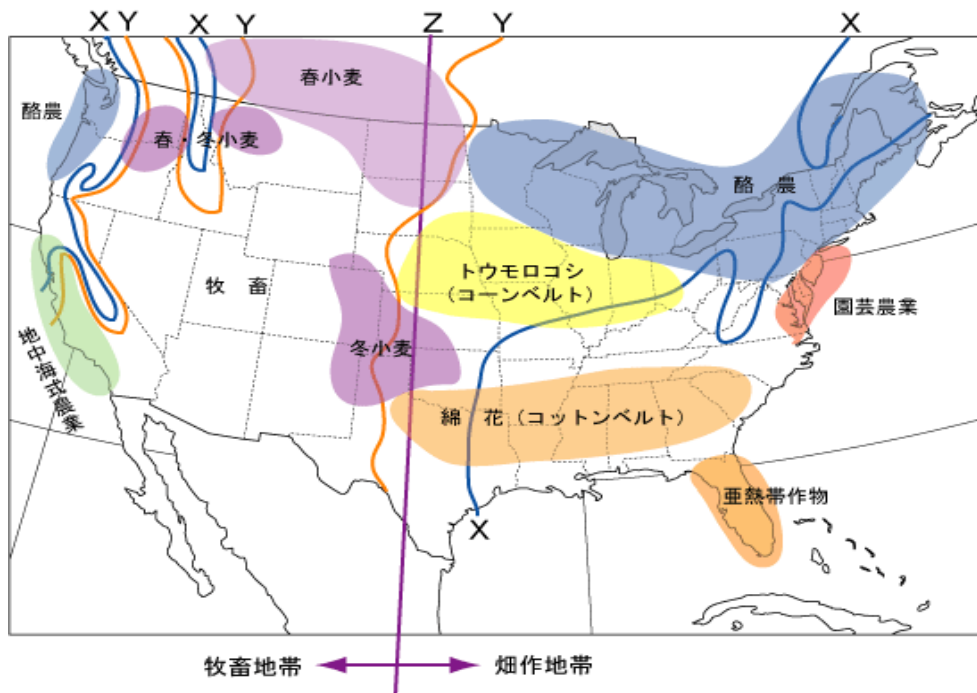 X Y X Y Z Y X
春小麦
酪農
春・冬小麦
酪 農
トウモロコシ
(コーンベルト)
牧 畜
園芸農業
冬小麦
地中海式農業
綿 花(コットンベルト)
亜熱帯作物
X
牧畜地帯 畑作地帯